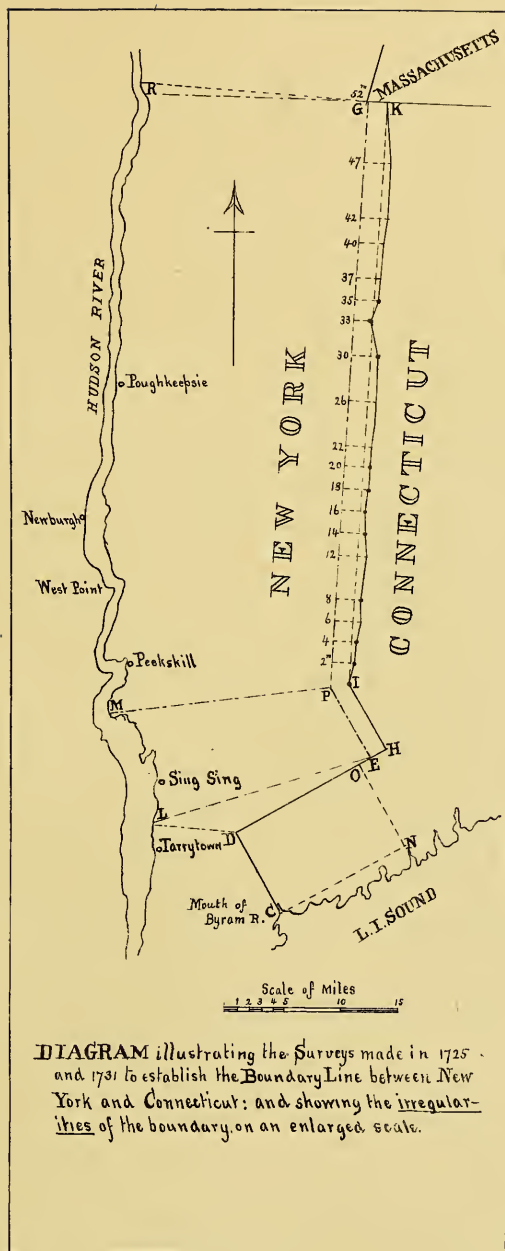 MASSACHUSETTS
R
52
G
K
47
42
40
37
35
33
30
26
22
20
18
16
14
12
8
6
4
2
HUDSON RIVER
NEW YORK
CONNECTICUT
Poughkeepsie
Newburgh
West Point
Peekskill
M
P
I
H
E
O
Sing Sing
L
D
Tarrytown
N
Mouth of
Byram R.
C
L.I. SOUND
Scale of Miles
1 2 3 4 5 10 15
DIAGRAM illustrating the Surveys made in 1725
and 1731 to establish the Boundary Line between New
York and Connecticut: and showing the irregular-
ities of the boundary, on an enlarged scale.